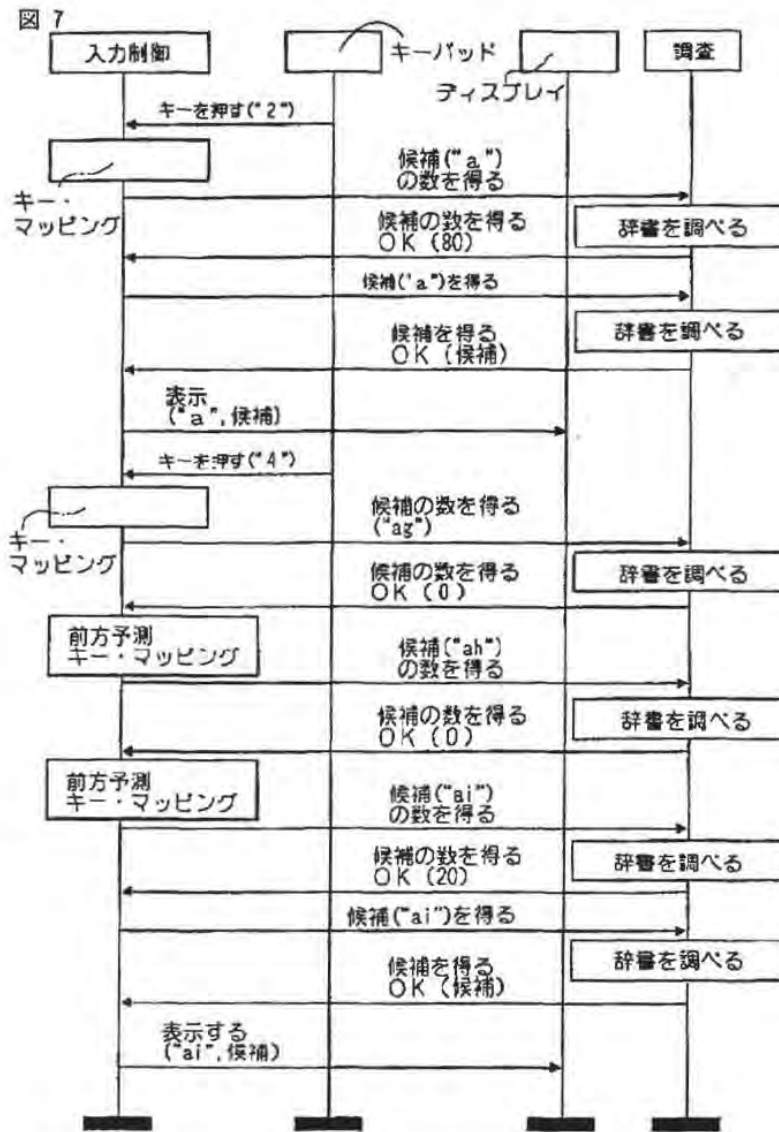 図 7
入力制御
キーパッド
ディスプレイ
調査
キーを押す("2")
キー・
マッピング
候補("a")
の数を得る
候補の数を得る
OK (80)
辞書を調べる
候補('a")を得る
候補を得る
OK (候補)
辞書を調べる
表示
("a",候補)
キーを押す("4")
キー・
マッピング
候補の数を得る
("ag")
候補の数を得る
OK (0)
辞書を調べる
前方予測
キー・マッピング
候補("ah")
の数を得る
候補の数を得る
OK (0)
辞書を調べる
前方予測
キー・マッピング
候補("ai")
の数を得る
候補の数を得る
OK (20)
辞書を調べる
候補("ai")を得る
候補を得る
OK (候補)
辞書を調べる
表示する
("ai",候補)